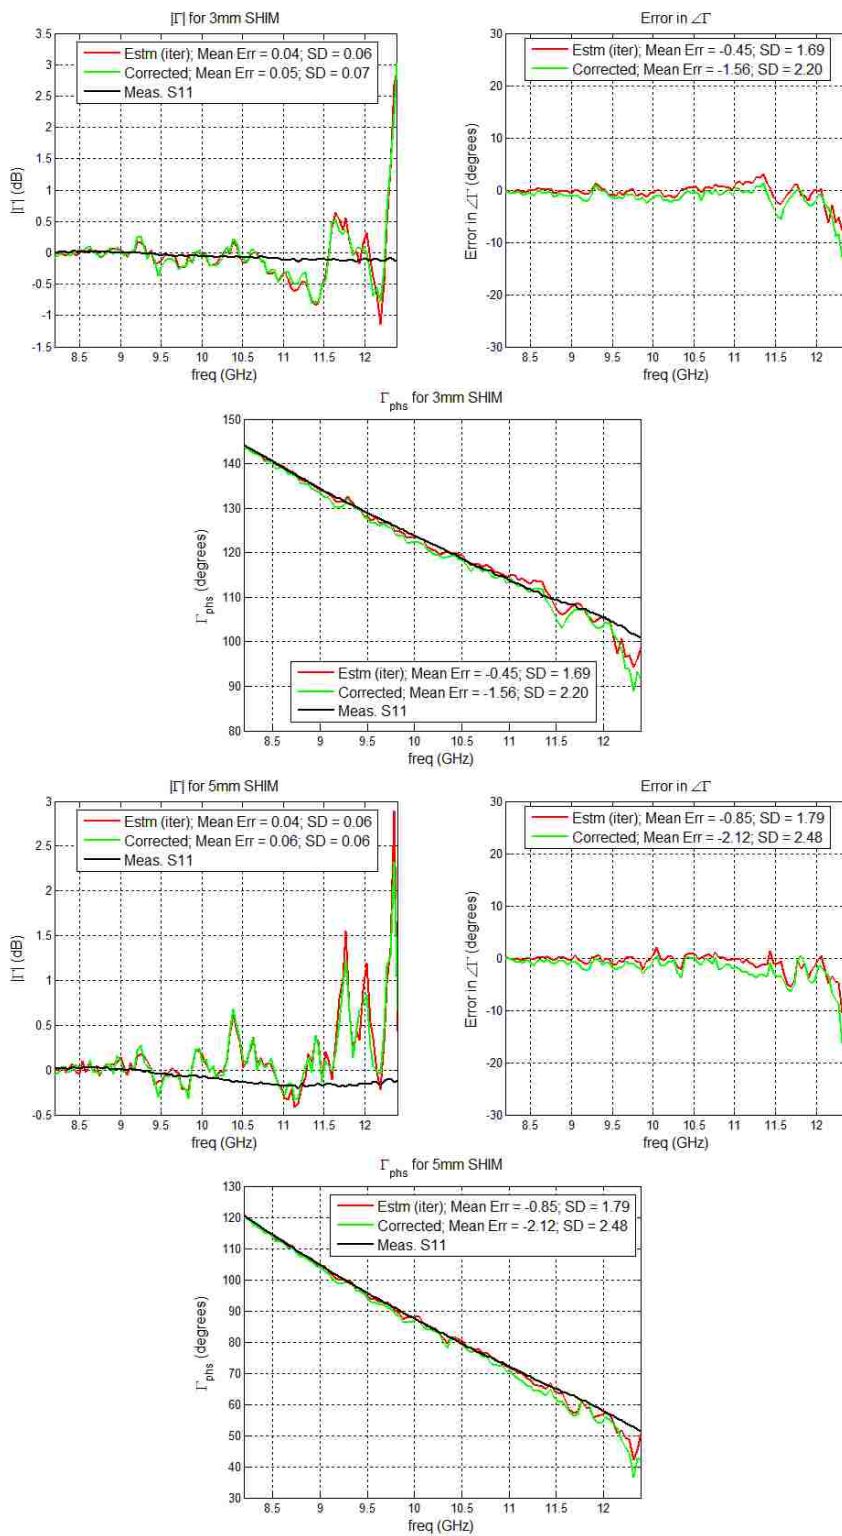 |Γ| for 3mm SHIM
3.5
3
2.5
2
1.5
1
0.5
0
-0.5
-1
-1.5
|Γ| (dB)
Estm (iter); Mean Err = 0.04; SD = 0.06
Corrected; Mean Err = 0.05; SD = 0.07
Meas. S11
8.5 9 9.5 10 10.5 11 11.5 12
freq (GHz)
Error in ∠Γ
30
20
10
0
-10
-20
-30
Error in ∠Γ (degrees)
Estm (iter); Mean Err = -0.45; SD = 1.69
Corrected; Mean Err = -1.56; SD = 2.20
8.5 9 9.5 10 10.5 11 11.5 12
freq (GHz)
Γphs for 3mm SHIM
150
140
130
120
110
100
90
80
Γphs (degrees)
Estm (iter); Mean Err = -0.45; SD = 1.69
Corrected; Mean Err = -1.56; SD = 2.20
Meas. S11
8.5 9 9.5 10 10.5 11 11.5 12
freq (GHz)
|Γ| for 5mm SHIM
3
2.5
2
1.5
1
0.5
0
-0.5
|Γ| (dB)
Estm (iter); Mean Err = 0.04; SD = 0.06
Corrected; Mean Err = 0.06; SD = 0.06
Meas. S11
8.5 9 9.5 10 10.5 11 11.5 12
freq (GHz)
Error in ∠Γ
30
20
10
0
-10
-20
-30
Error in ∠Γ (degrees)
Estm (iter); Mean Err = -0.85; SD = 1.79
Corrected; Mean Err = -2.12; SD = 2.48
8.5 9 9.5 10 10.5 11 11.5 12
freq (GHz)
Γphs for 5mm SHIM
130
120
110
100
90
80
70
60
50
40
30
Γphs (degrees)
Estm (iter); Mean Err = -0.85; SD = 1.79
Corrected; Mean Err = -2.12; SD = 2.48
Meas. S11
8.5 9 9.5 10 10.5 11 11.5 12
freq (GHz)